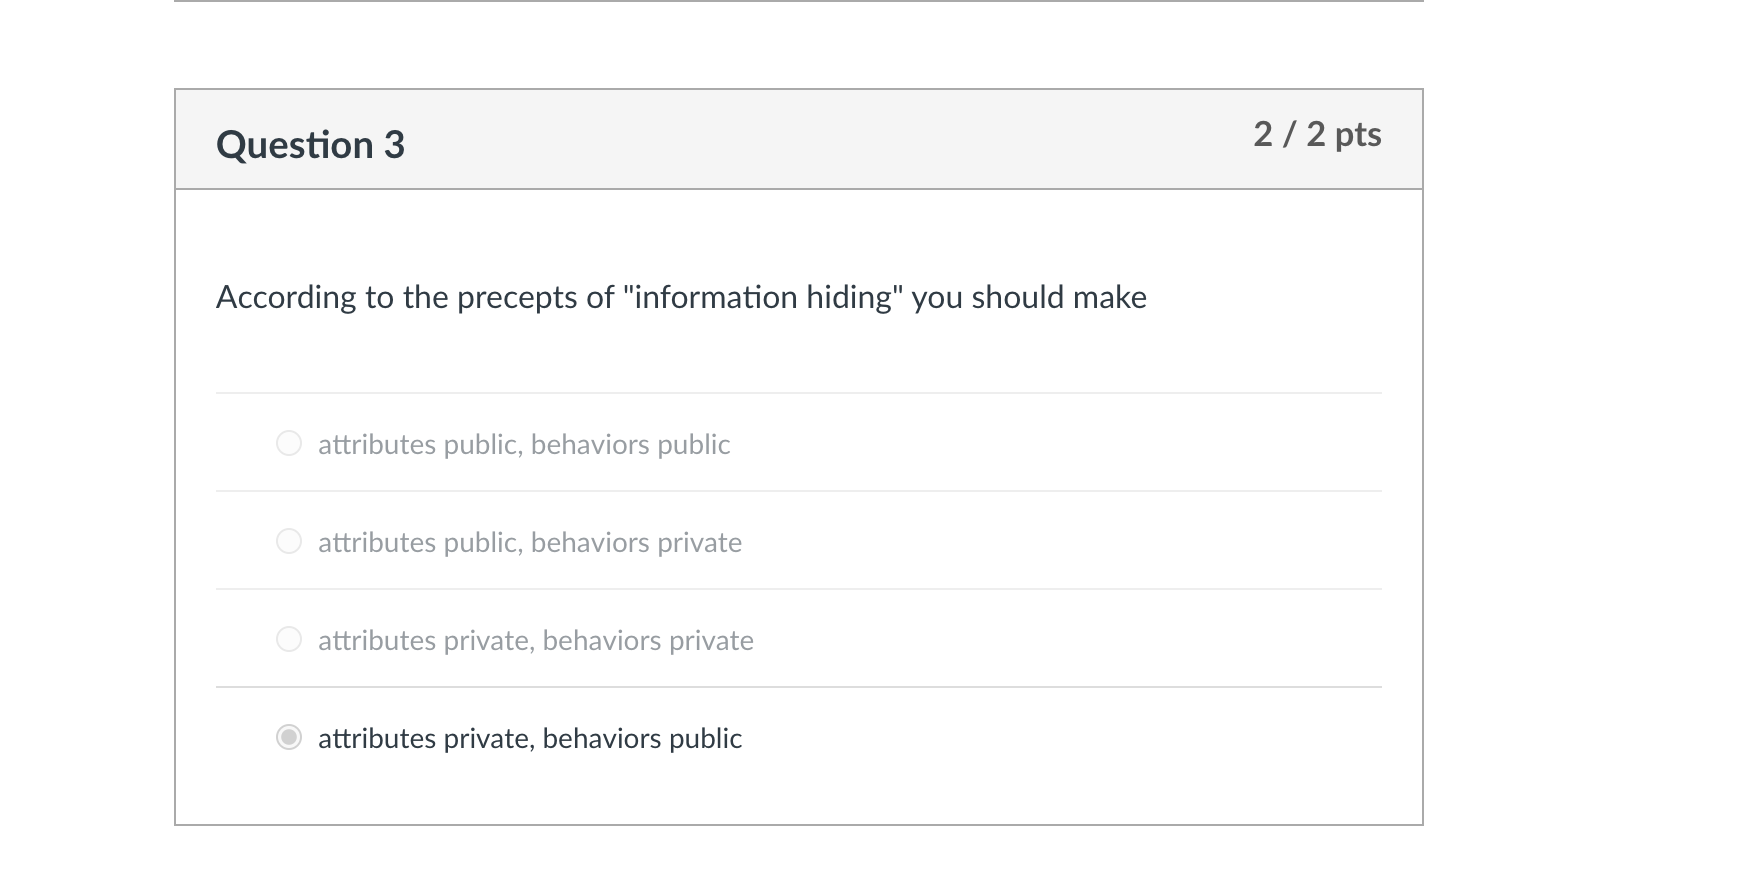 Question 3
2 / 2 pts
According to the precepts of "information hiding" you should make
attributes public, behaviors public
attributes public, behaviors private
attributes private, behaviors private
attributes private, behaviors public